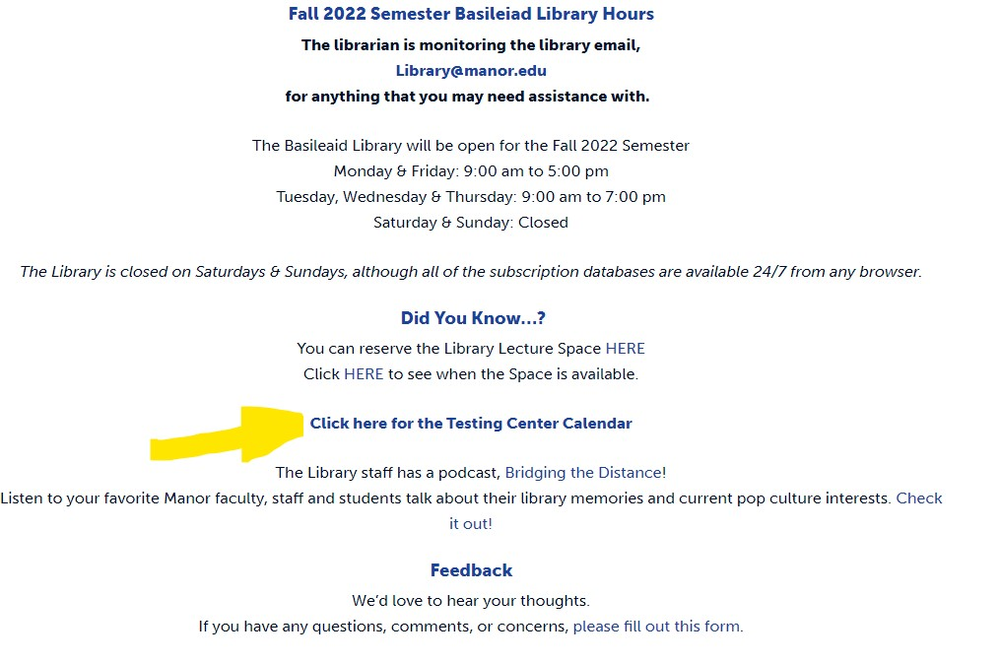 Fall 2022 Semester Basileiad Library Hours
The librarian is monitoring the library email,
Library@manor.edu
for anything that you may need assistance with.
The Basileaid Library will be open for the Fall 2022 Semester
Monday & Friday: 9:00 am to 5:00 pm
Tuesday, Wednesday & Thursday: 9:00 am to 7:00 pm
Saturday & Sunday: Closed
The Library is closed on Saturdays & Sundays, although all of the subscription databases are available 24/7 from any browser.
Did You Know...?
You can reserve the Library Lecture Space HERE
Click HERE to see when the Space is available.
Click here for the Testing Center Calendar
The Library staff has a podcast, Bridging the Distance!
Listen to your favorite Manor faculty, staff and students talk about their library memories and current pop culture interests. Check
it out!
Feedback
We’d love to hear your thoughts.
If you have any questions, comments, or concerns, please fill out this form.